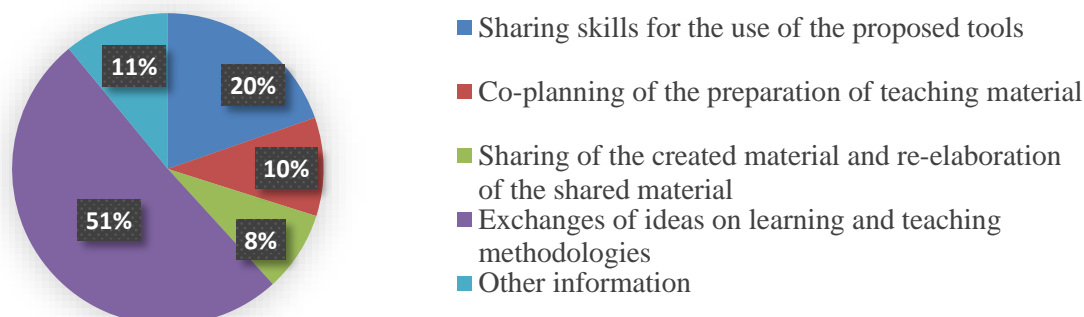 11%
20%
10%
8%
51%
Sharing skills for the use of the proposed tools
Co-planning of the preparation of teaching material
Sharing of the created material and re-elaboration
of the shared material
Exchanges of ideas on learning and teaching
methodologies
Other information